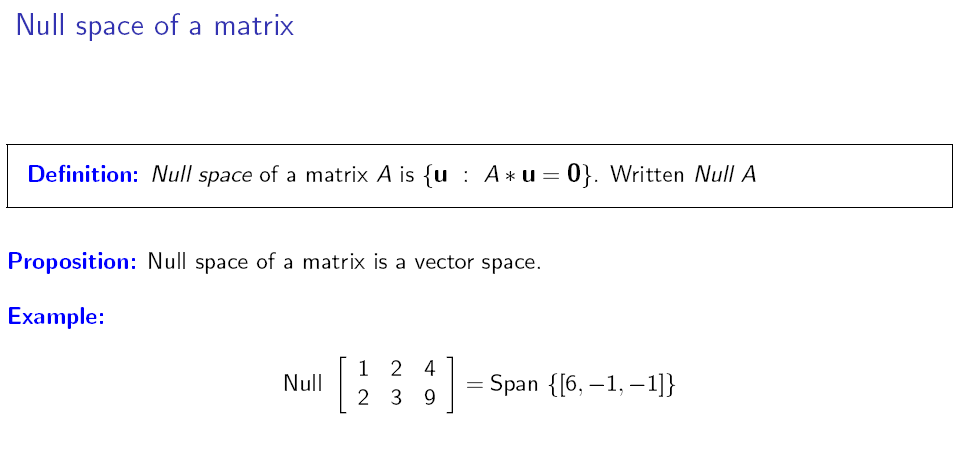 Null space of a matrix
Definition: Null space of a matrix A is {u : A ∗ u = 0}. Written Null A
Proposition: Null space of a matrix is a vector space.
Example:
Null [ 1 2 4
2 3 9 ] = Span {[6, −1, −1]}